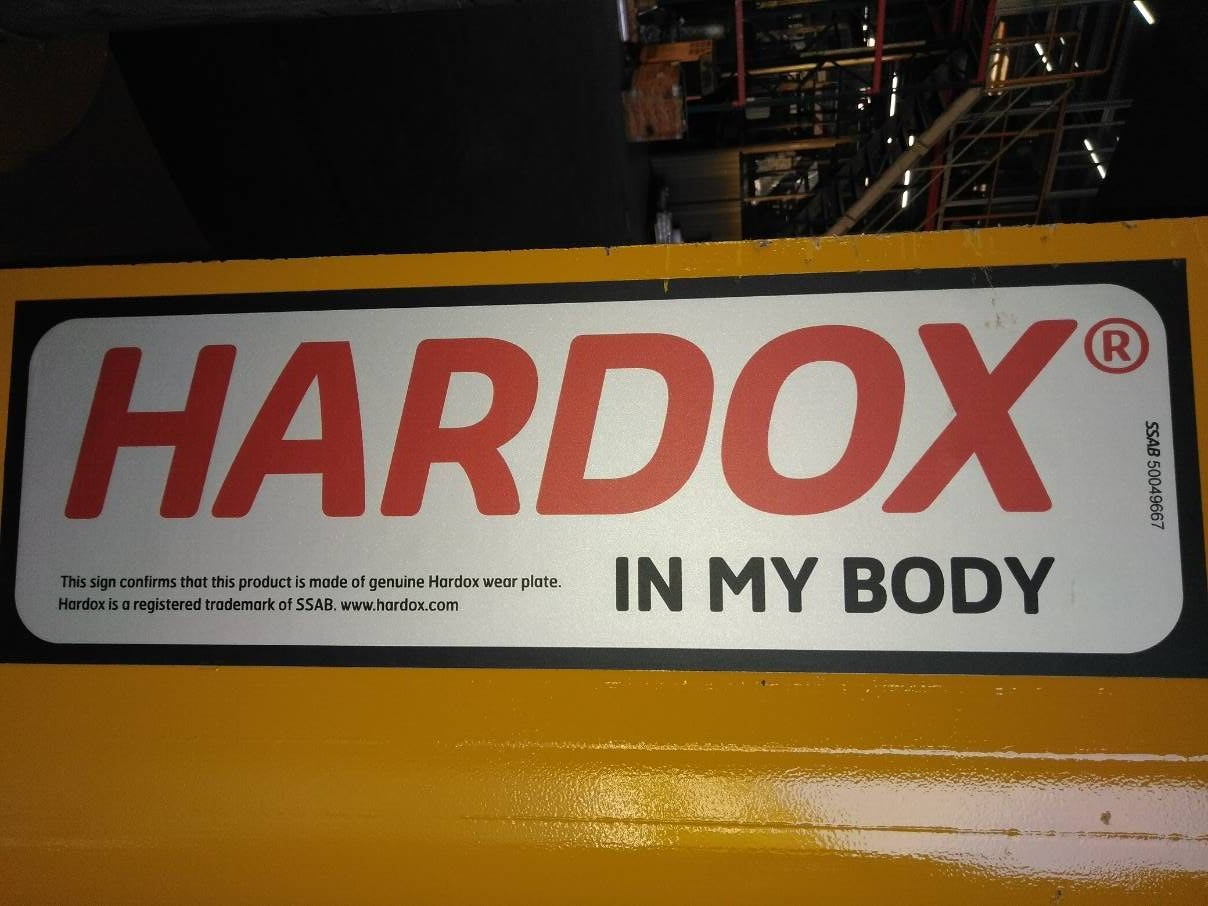 HARDOX®
SSAB 50049667
IN MY BODY
This sign confirms that this product is made of genuine Hardox wear plate.
Hardox is a registered trademark of SSAB. www.hardox.com